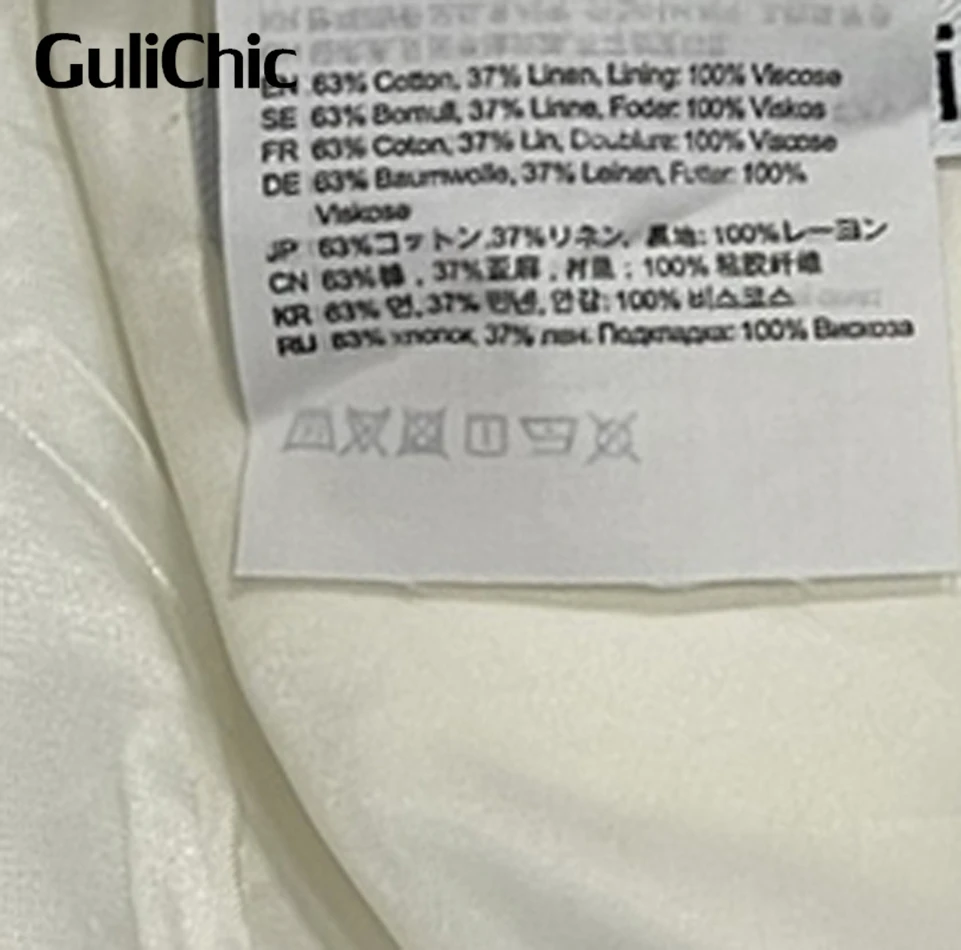 GuliChic
63% Cotton, 37% Linen, Lining: 100% Viscose
SE 63% Bomull, 37% Linne, Foder: 100% Viskos
FR 63% Coton, 37% Lin, Doublure: 100% Viscose
DE 63% Baumwolle, 37% Leinen, Futter: 100%
Viskose
JP 63%コットン,37%リネン, 裏地: 100%レーヨン
CN 63%棉 , 37%亚麻 , 衬里 : 100% 粘胶纤维
KR 63% 면, 37% 린넨, 안감: 100% 비스코스
RU 63% хлопок, 37% лен. Подкладка: 100% Вискоза